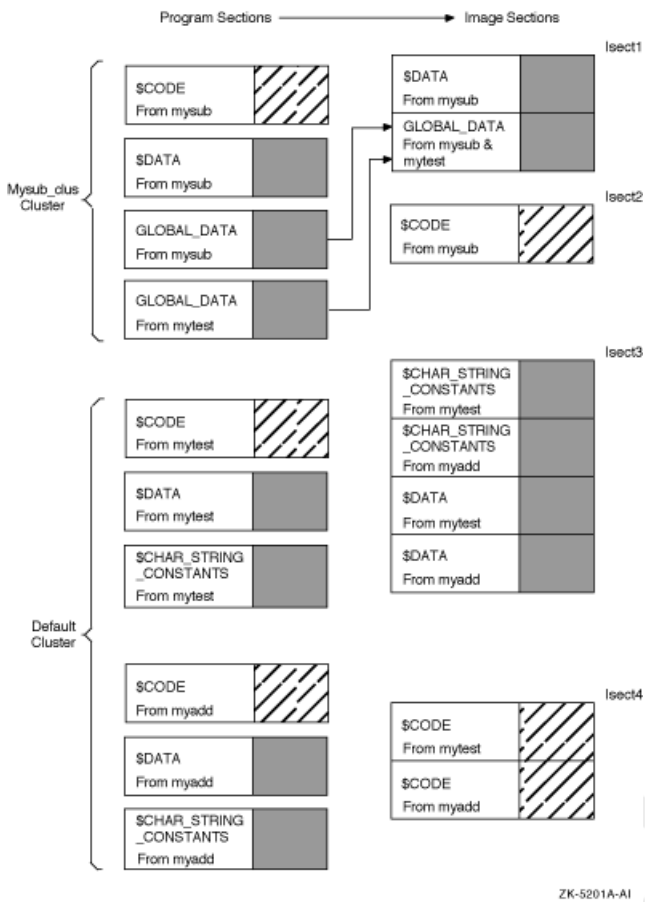 Program Sections
Image Sections
Mysub_clus
Cluster
$CODE
From mysub
$DATA
From mysub
GLOBAL_DATA
From mysub
GLOBAL_DATA
From mytest
Default
Cluster
$CODE
From mytest
$DATA
From mytest
$CHAR_STRING
_CONSTANTS
From mytest
$CODE
From myadd
$DATA
From myadd
$CHAR_STRING
_CONSTANTS
From myadd
Isect1
$DATA
From mysub
GLOBAL_DATA
From mysub &
mytest
Isect2
$CODE
From mysub
Isect3
$CHAR_STRING
_CONSTANTS
From mytest
$CHAR_STRING
_CONSTANTS
From myadd
$DATA
From mytest
$DATA
From myadd
Isect4
$CODE
From mytest
$CODE
From myadd
ZK-5201A-AI